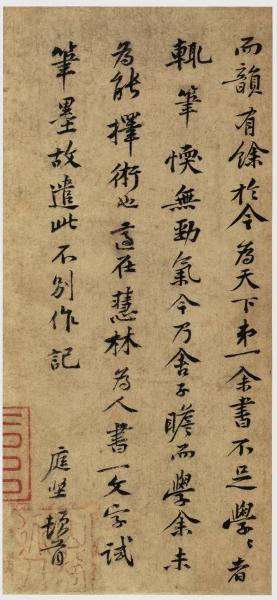 而韻有餘於今為天下第一余書不足學〻者
輒筆愞無勁氣今乃舍子瞻而學余未
為能擇術也適在慧林為人書一文字試
筆墨故遣此不別作記
庭堅頓首